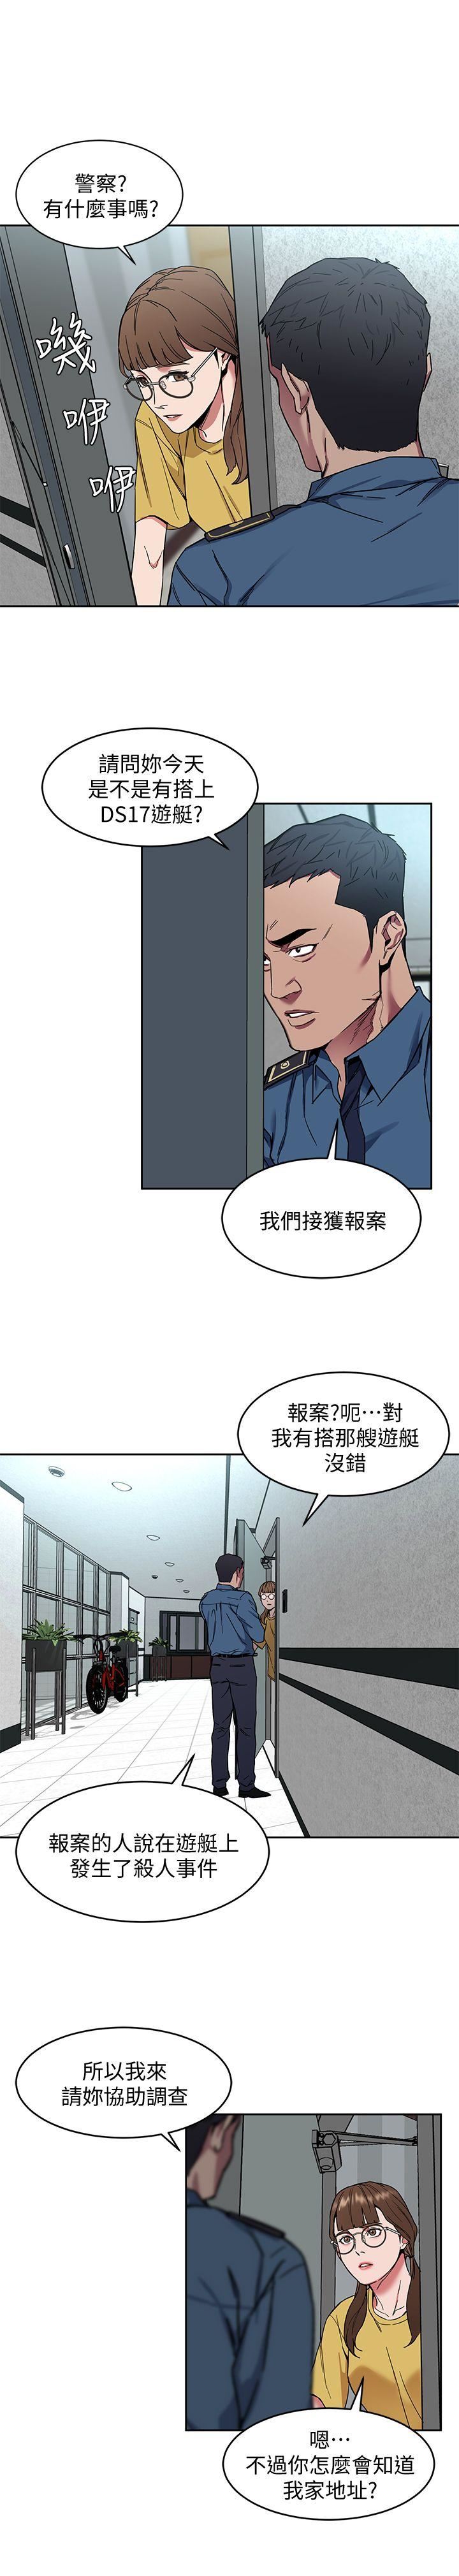 警察?
有什麼事嗎?
嘰
咿
咿
請問妳今天
是不是有搭上
DS17遊艇?
我們接獲報案
報案?呃…對
我有搭那艘遊艇
沒錯
報案的人說在遊艇上
發生了殺人事件
所以我來
請妳協助調查
嗯…
不過你怎麼會知道
我家地址?